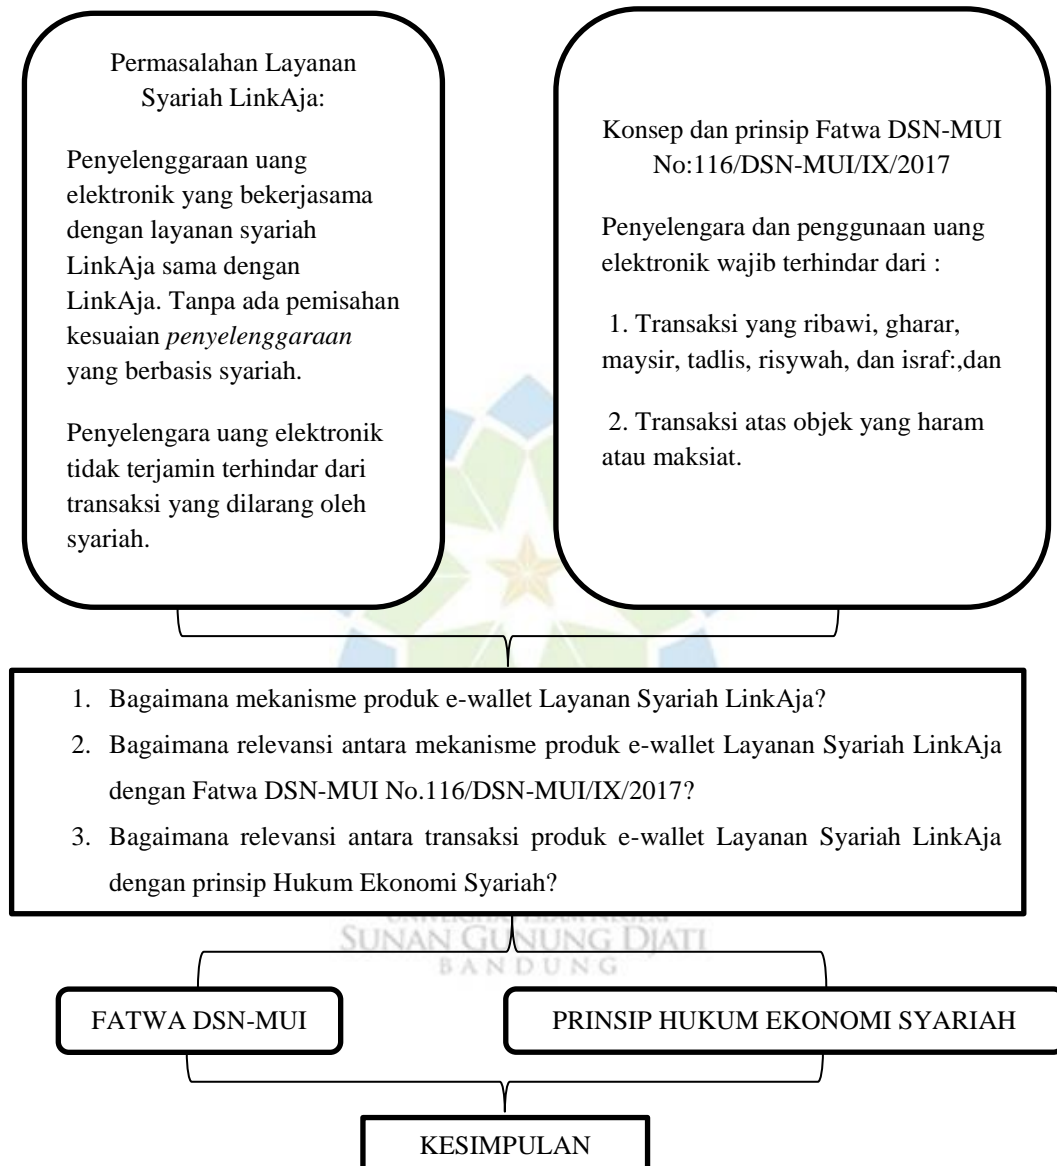 Permasalahan Layanan
Syariah LinkAja:
Penyelenggaraan uang
elektronik yang bekerjasama
dengan layanan syariah
LinkAja sama dengan
LinkAja. Tanpa ada pemisahan
kesuaian penyelenggaraan
yang berbasis syariah.
Penyelengara uang elektronik
tidak terjamin terhindar dari
transaksi yang dilarang oleh
syariah.
Konsep dan prinsip Fatwa DSN-MUI
No:116/DSN-MUI/IX/2017
Penyelengara dan penggunaan uang
elektronik wajib terhindar dari :
1. Transaksi yang ribawi, gharar,
maysir, tadlis, risywah, dan israf:,dan
2. Transaksi atas objek yang haram
atau maksiat.
1. Bagaimana mekanisme produk e-wallet Layanan Syariah LinkAja?
2. Bagaimana relevansi antara mekanisme produk e-wallet Layanan Syariah LinkAja
dengan Fatwa DSN-MUI No.116/DSN-MUI/IX/2017?
3. Bagaimana relevansi antara transaksi produk e-wallet Layanan Syariah LinkAja
dengan prinsip Hukum Ekonomi Syariah?
UNIVERSITAS ISLAM NEGERI
SUNAN GUNUNG DJATI
BANDUNG
FATWA DSN-MUI
PRINSIP HUKUM EKONOMI SYARIAH
KESIMPULAN